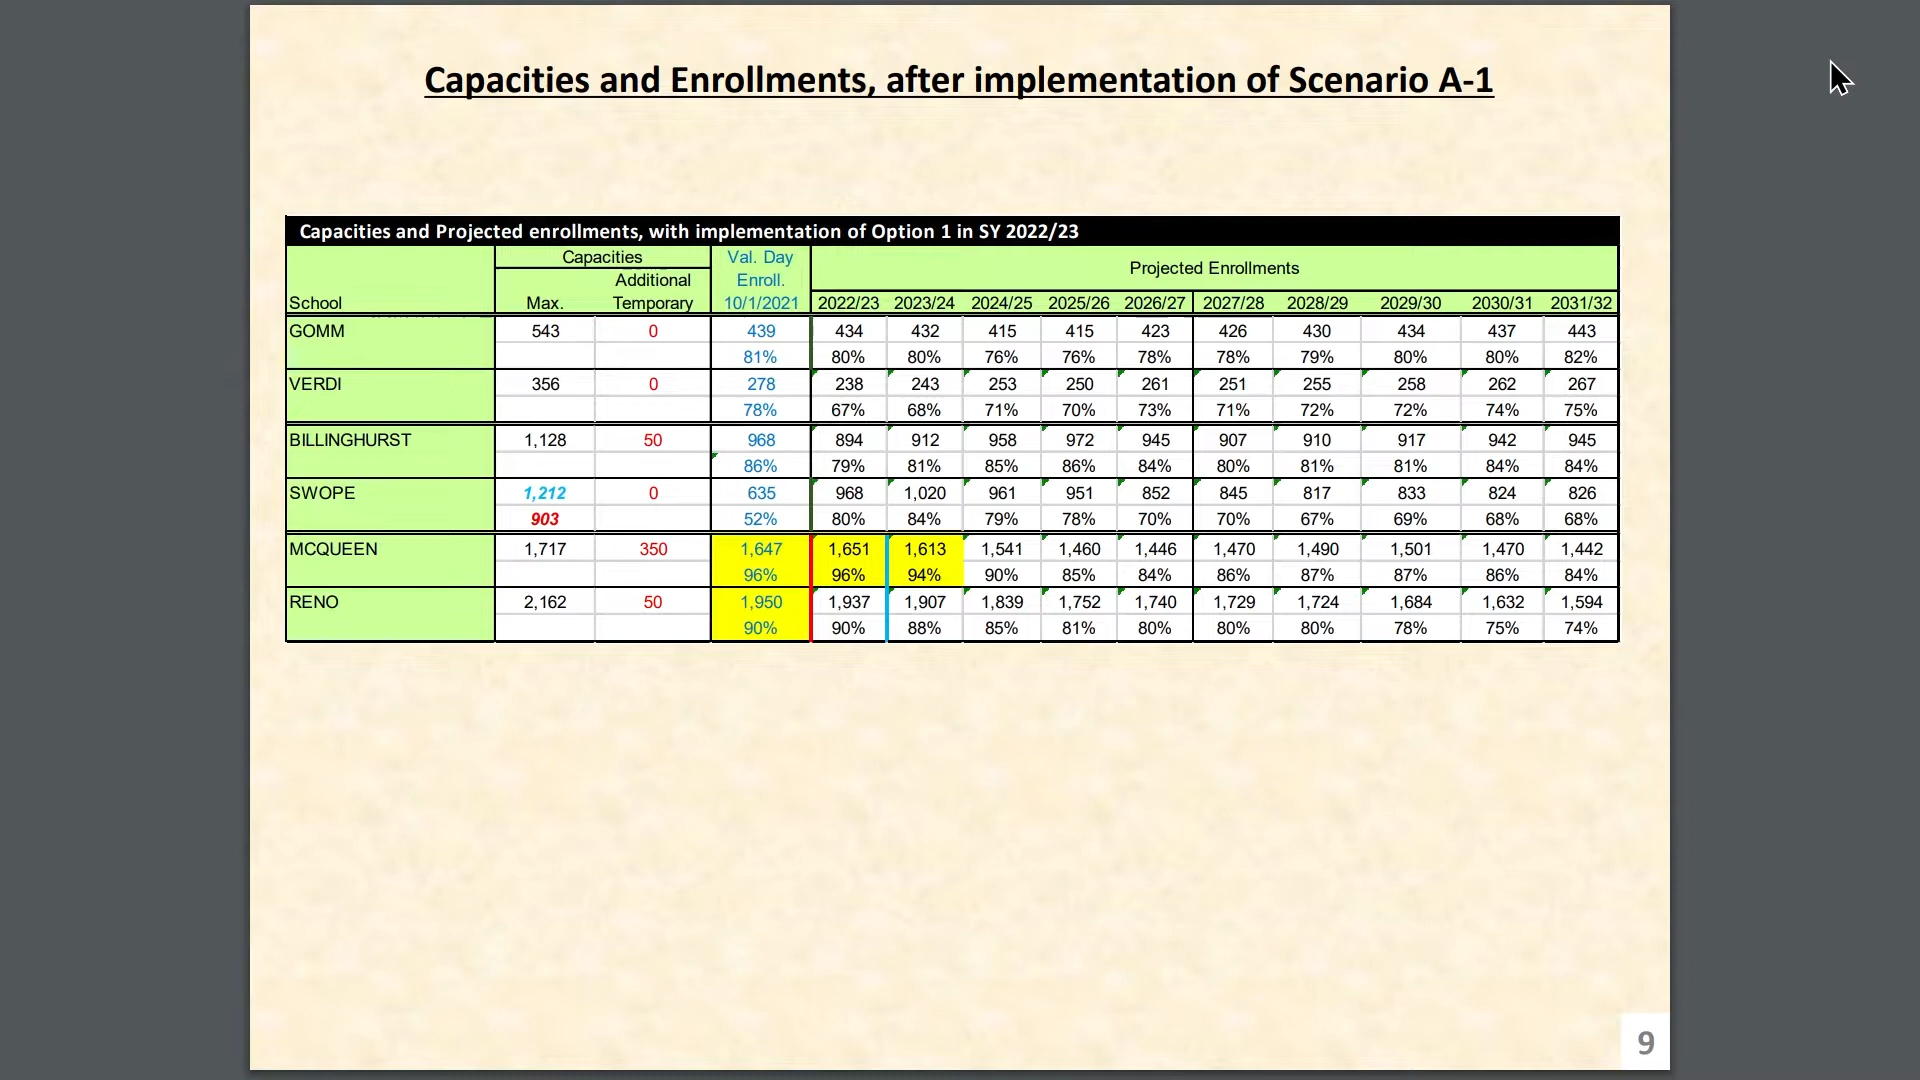 Capacities and Enrollments, after implementation of Scenario A-1
Capacities and Projected enrollments, with implementation of Option 1 in SY 2022/23
Capacities Val. Day Projected Enrollments
Additional Enroll.
School Max. Temporary 10/1/2021 2022/23 2023/24 2024/25 2025/26 2026/27 2027/28 2028/29 2029/30 2030/31 2031/32
GOMM 543 0 439 434 432 415 415 423 426 430 434 437 443
81% 80% 80% 76% 76% 78% 78% 79% 80% 80% 82%
VERDI 356 0 278 238 243 253 250 261 251 255 258 262 267
78% 67% 68% 71% 70% 73% 71% 72% 72% 74% 75%
BILLINGHURST 1,128 50 968 894 912 958 972 945 907 910 917 942 945
86% 79% 81% 85% 86% 84% 80% 81% 81% 84% 84%
SWOPE 1,212 0 635 968 1,020 961 951 852 845 817 833 824 826
903 52% 80% 84% 79% 78% 70% 70% 67% 69% 68% 68%
MCQUEEN 1,717 350 1,647 1,651 1,613 1,541 1,460 1,446 1,470 1,490 1,501 1,470 1,442
96% 96% 94% 90% 85% 84% 86% 87% 87% 86% 84%
RENO 2,162 50 1,950 1,937 1,907 1,839 1,752 1,740 1,729 1,724 1,684 1,632 1,594
90% 90% 88% 85% 81% 80% 80% 80% 78% 75% 74%
9